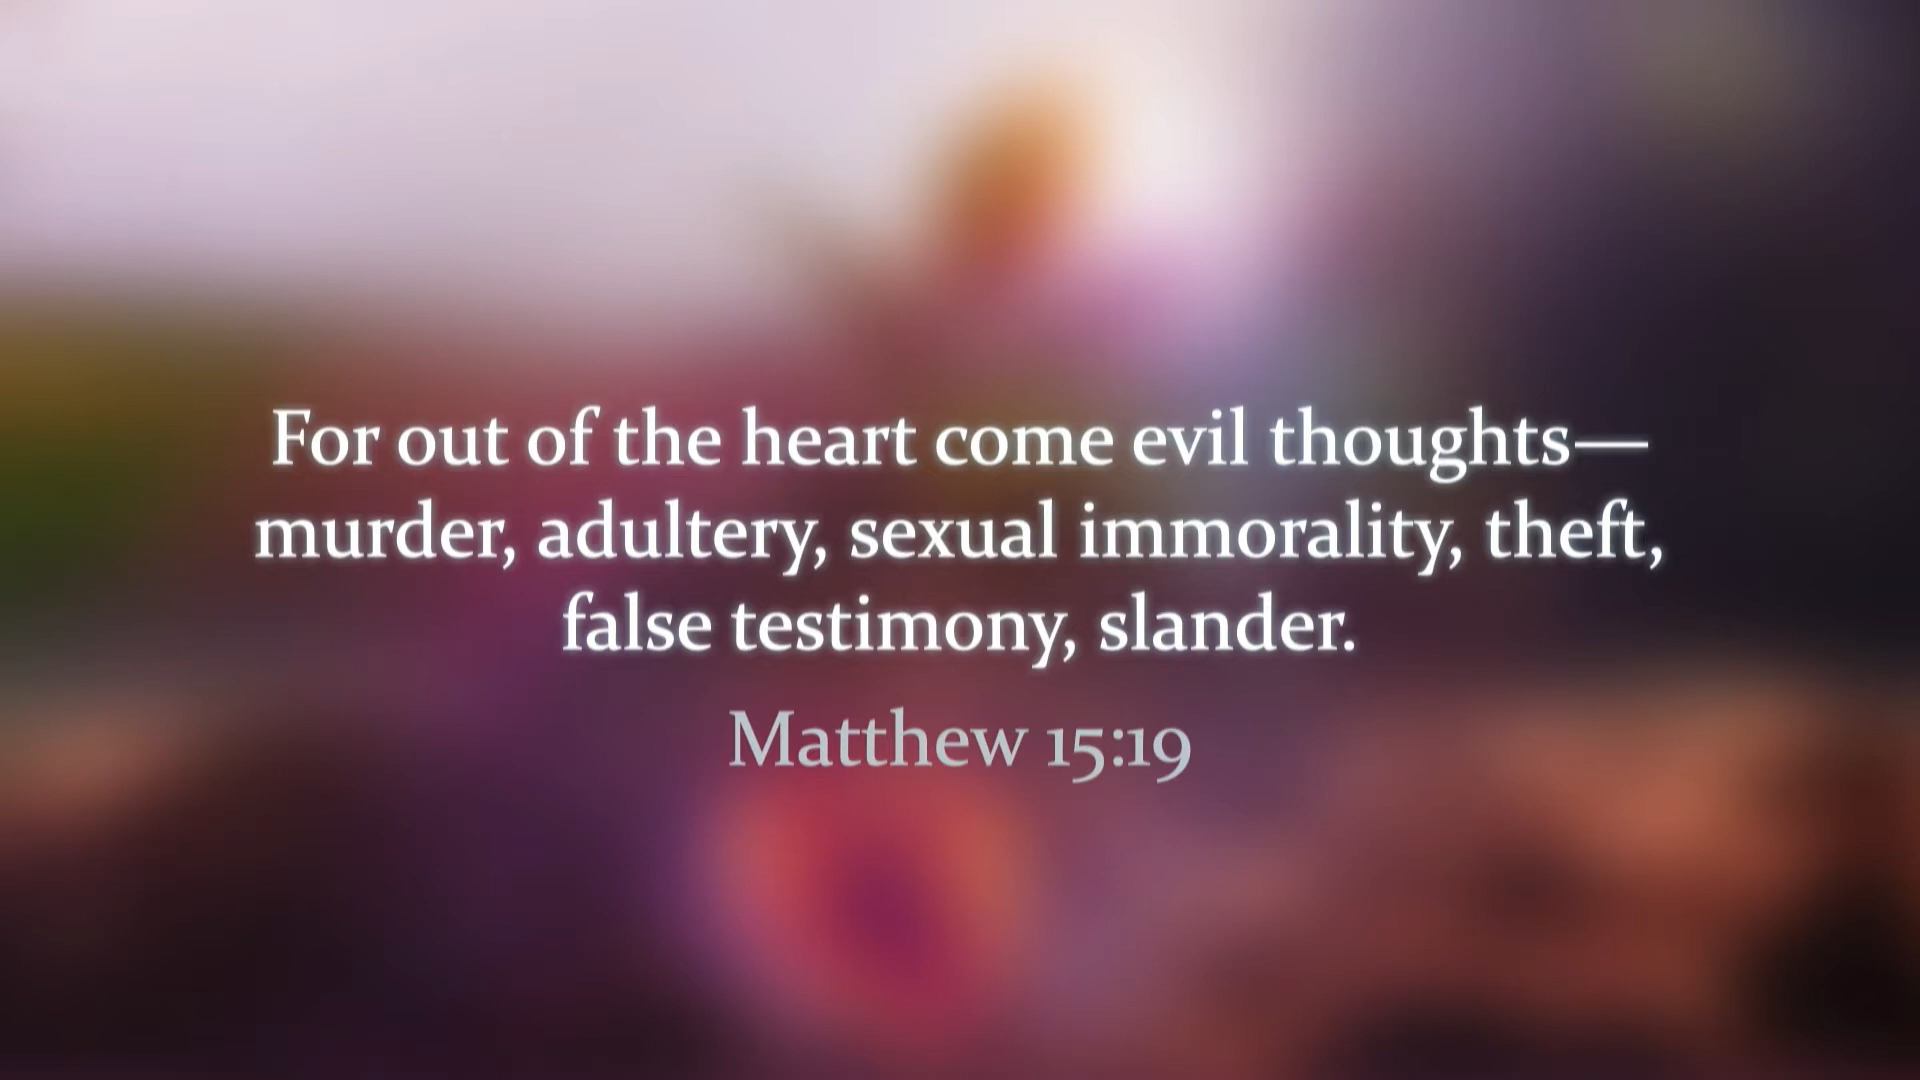 For out of the heart come evil thoughts—
murder, adultery, sexual immorality, theft,
false testimony, slander.
Matthew 15:19